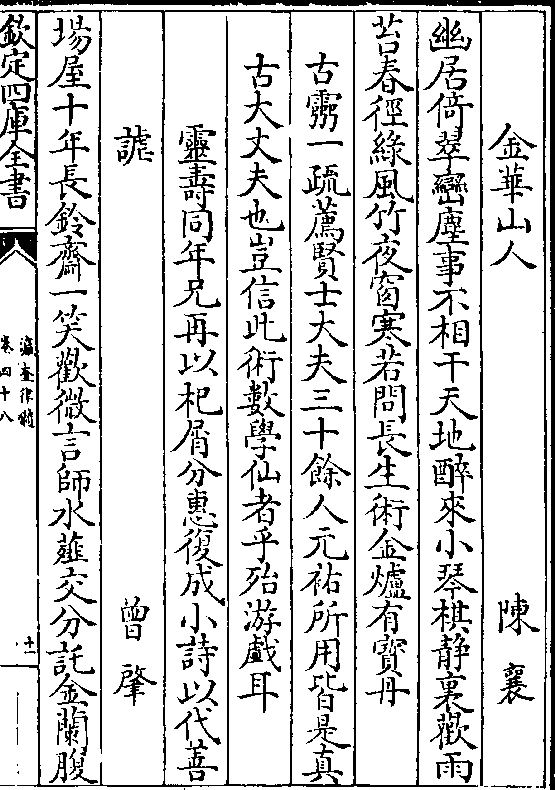 金華山人　陳襄
幽居倚翠巒塵事不相干天地醉來小琴棋静裏歡雨
苔春徑綠風竹夜窗寒若問長生術金爐有寳丹
古靈一疏薦賢士大夫三十餘人元祐所用皆是真
古大丈夫也豈信此術數學仙者乎殆游戲耳
靈壽同年兄再以杞屑分惠復成小詩以代善
謔　曾肇
場屋十年長鈴齋一笑歡微言師水薤交分託金蘭腹
欽定四庫全書
瀛奎律髓
卷四十八
十一